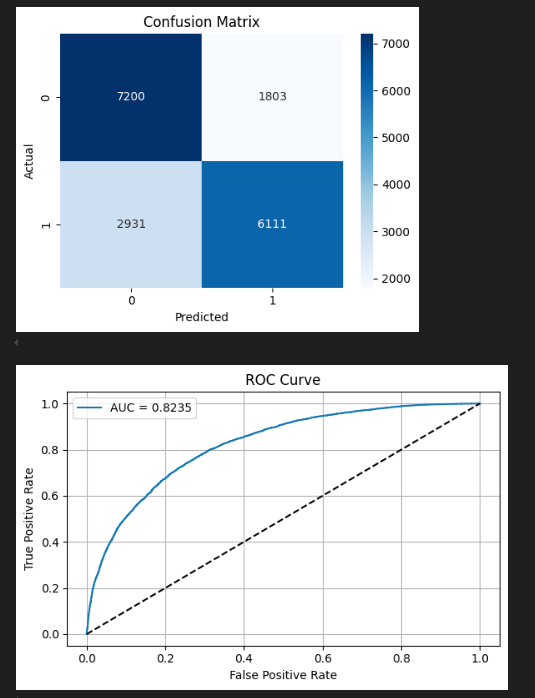 Confusion Matrix
7000
0
7200
1803
6000
5000
Actual
4000
1
2931
6111
3000
2000
0
1
Predicted
ROC Curve
AUC = 0.8235
1.0
0.8
0.6
True Positive Rate
0.4
0.2
0.0
0.0 0.2 0.4 0.6 0.8 1.0
False Positive Rate